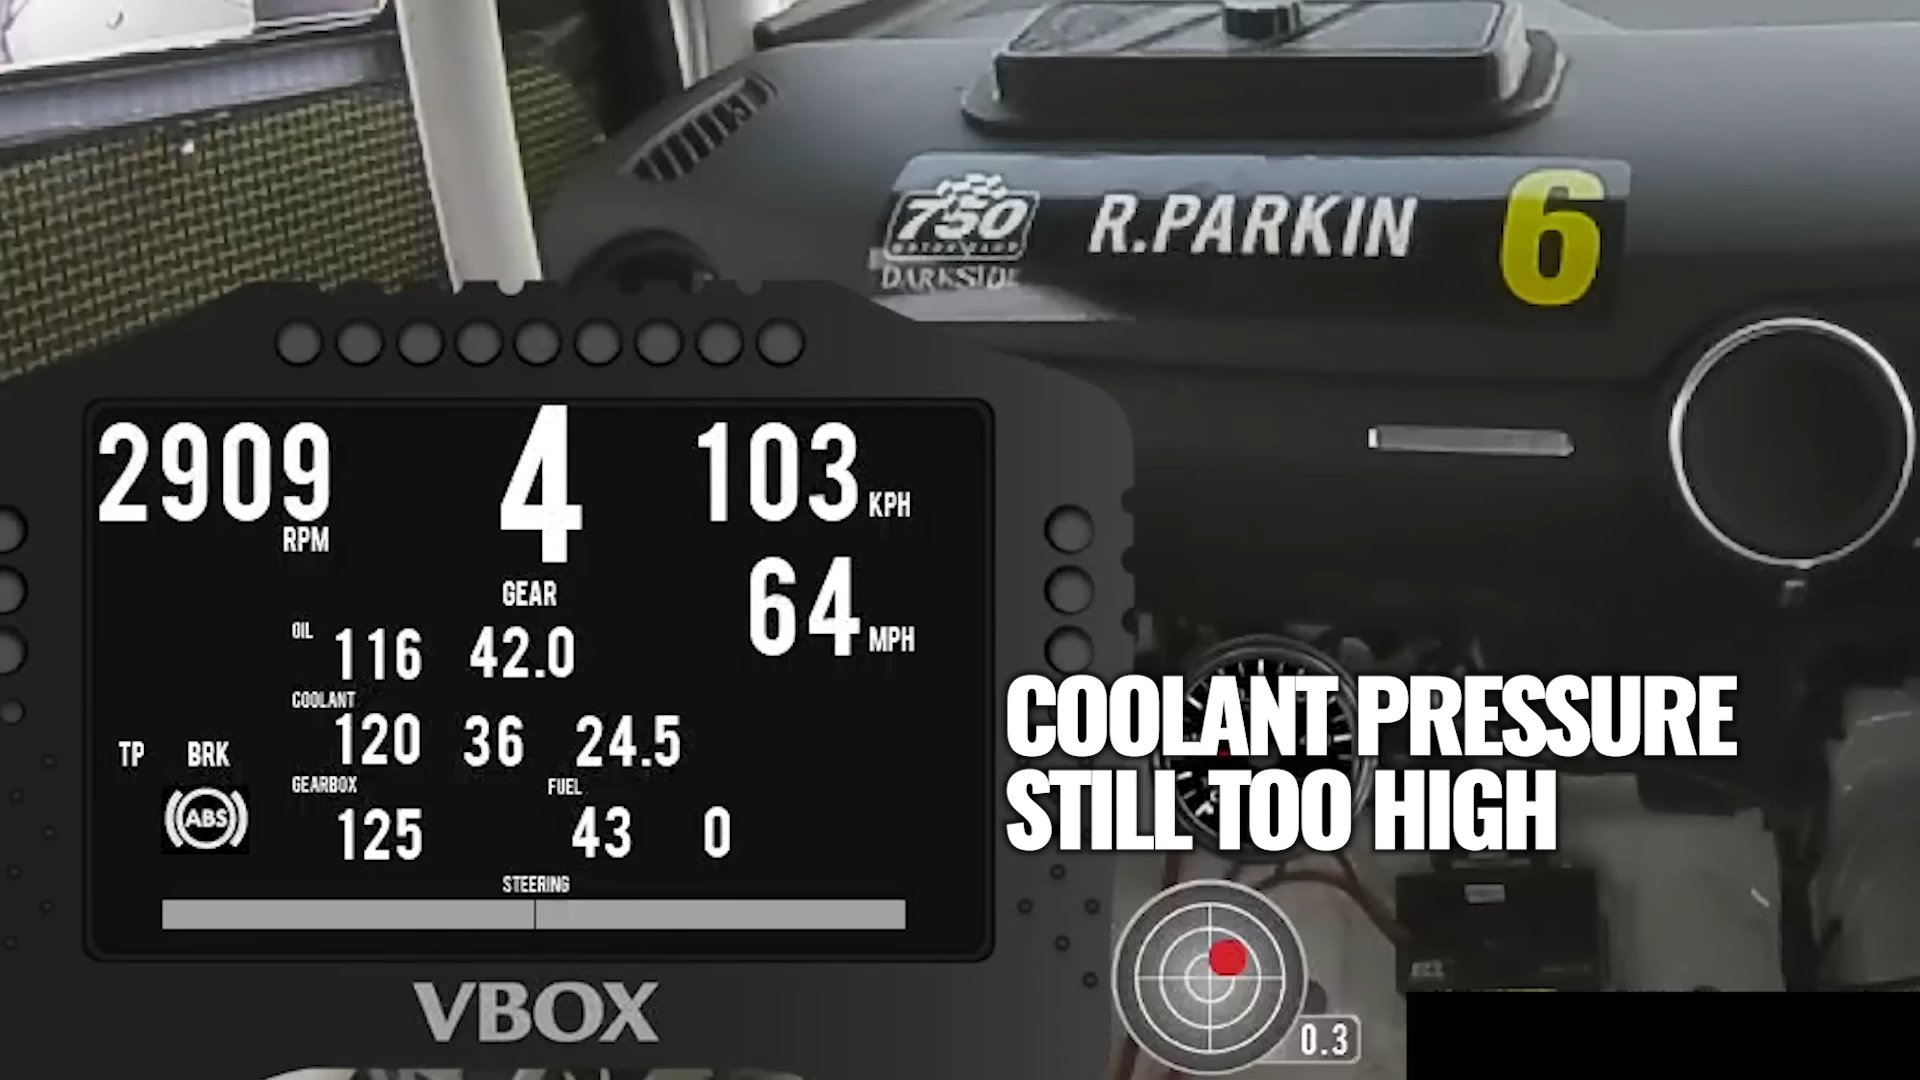 750
MOTOR CLUB
DARKSIDE
R.PARKIN
6
2909
RPM
4
GEAR
103 KPH
64 MPH
OIL
116 42.0
COOLANT
120 36 24.5
TP BRK
ABS
GEARBOX
125
FUEL
43 0
STEERING
VBOX
COOLANT PRESSURE
STILL TOO HIGH
0.3